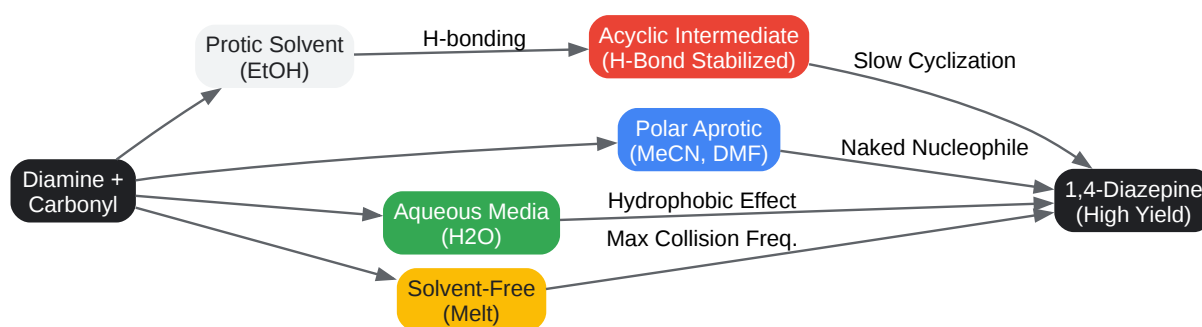 Protic Solvent
(EtOH)
H-bonding
Acyclic Intermediate
(H-Bond Stabilized)
Slow Cyclization
Diamine +
Carbonyl
Polar Aprotic
(MeCN, DMF)
Naked Nucleophile
1,4-Diazepine
(High Yield)
Aqueous Media
(H2O)
Hydrophobic Effect
Max Collision Freq.
Solvent-Free
(Melt)